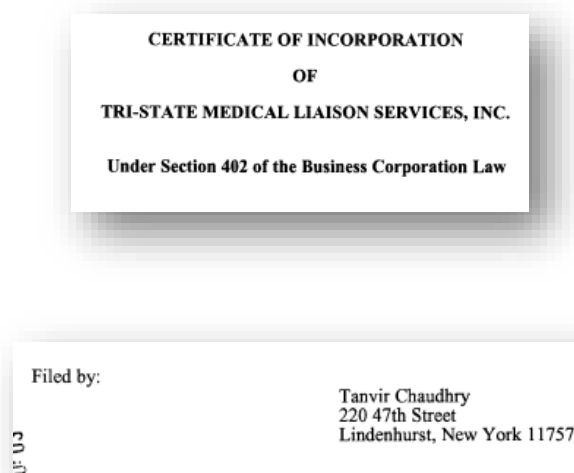 CERTIFICATE OF INCORPORATION
OF
TRI-STATE MEDICAL LIAISON SERVICES, INC.
Under Section 402 of the Business Corporation Law
Filed by:
Tanvir Chaudhry
220 47th Street
Lindenhurst, New York 11757